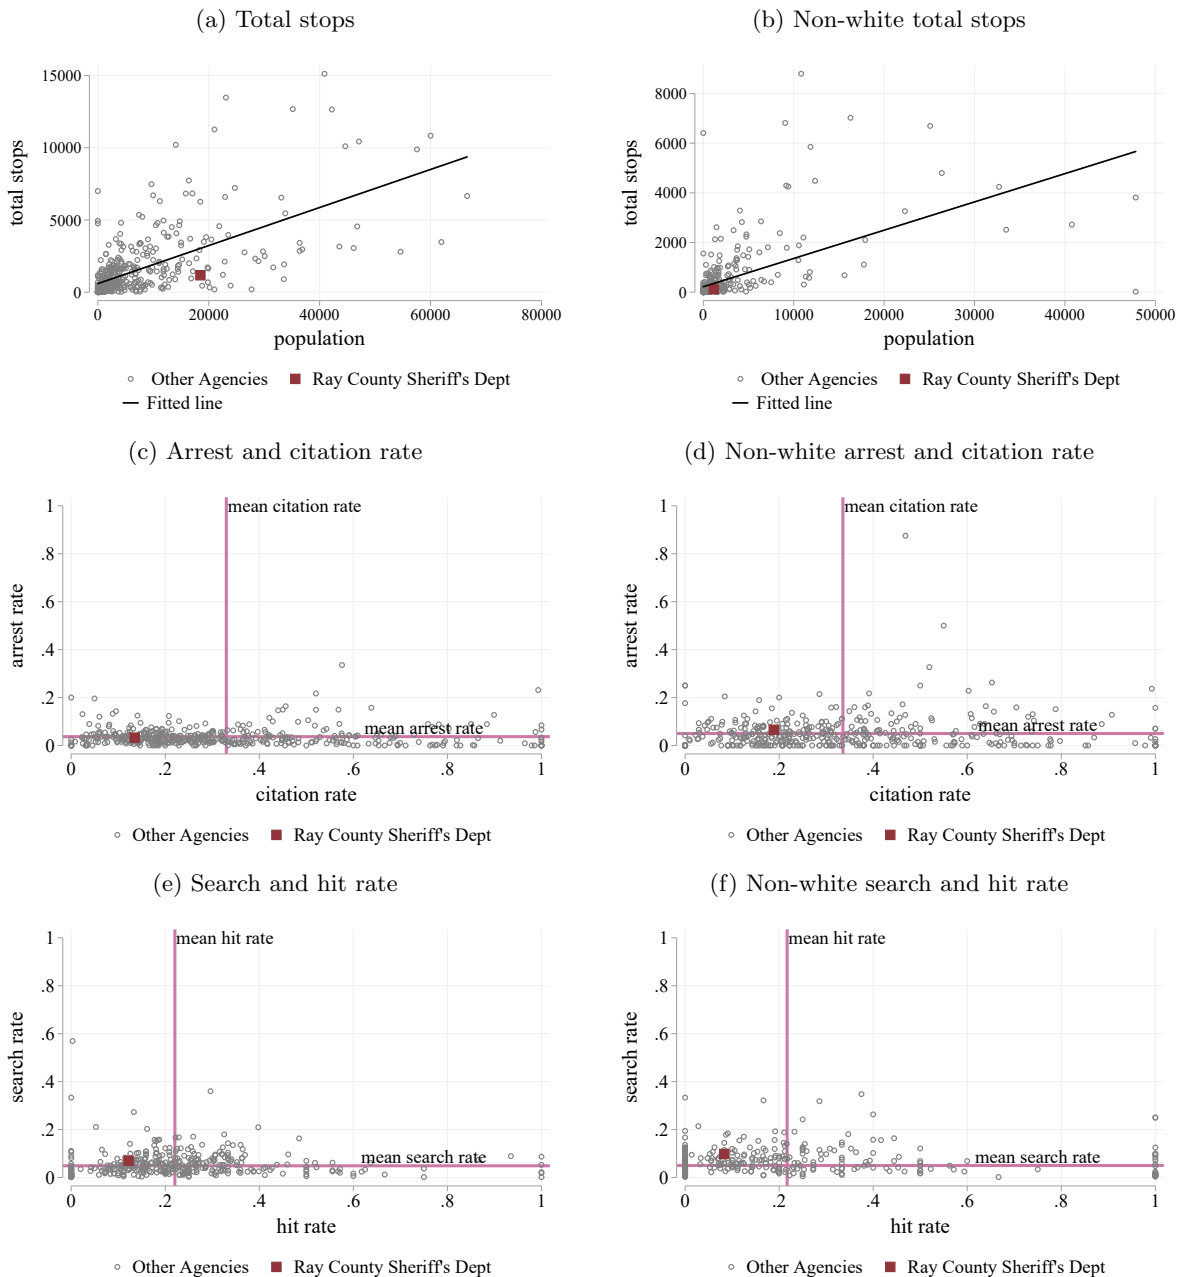 (a) Total stops
(b) Non-white total stops
15000
10000
5000
0
total stops
0 20000 40000 60000 80000
population
Other Agencies Ray County Sheriff's Dept
Fitted line
8000
6000
4000
2000
0
total stops
0 10000 20000 30000 40000 50000
population
Other Agencies Ray County Sheriff's Dept
Fitted line
(c) Arrest and citation rate
(d) Non-white arrest and citation rate
1
.8
.6
.4
.2
0
arrest rate
mean citation rate
mean arrest rate
0 .2 .4 .6 .8 1
citation rate
Other Agencies Ray County Sheriff's Dept
1
.8
.6
.4
.2
0
arrest rate
mean citation rate
mean arrest rate
0 .2 .4 .6 .8 1
citation rate
Other Agencies Ray County Sheriff's Dept
(e) Search and hit rate
(f) Non-white search and hit rate
1
.8
.6
.4
.2
0
search rate
mean hit rate
mean search rate
0 .2 .4 .6 .8 1
hit rate
Other Agencies Ray County Sheriff's Dept
1
.8
.6
.4
.2
0
search rate
mean hit rate
mean search rate
0 .2 .4 .6 .8 1
hit rate
Other Agencies Ray County Sheriff's Dept